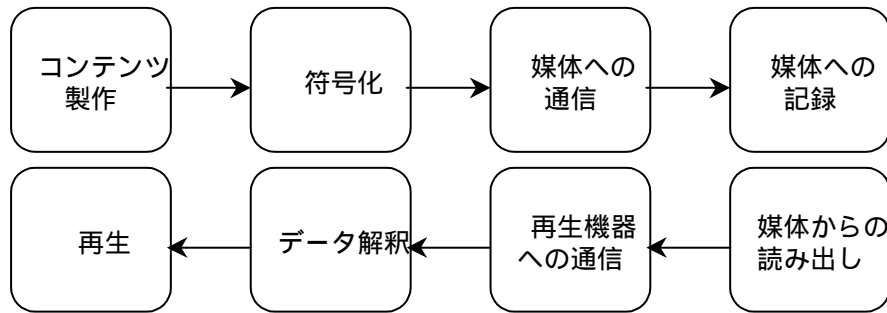 コンテンツ
製作
符号化
媒体への
通信
媒体への
記録
再生
データ解釈
再生機器
への通信
媒体からの
読み出し